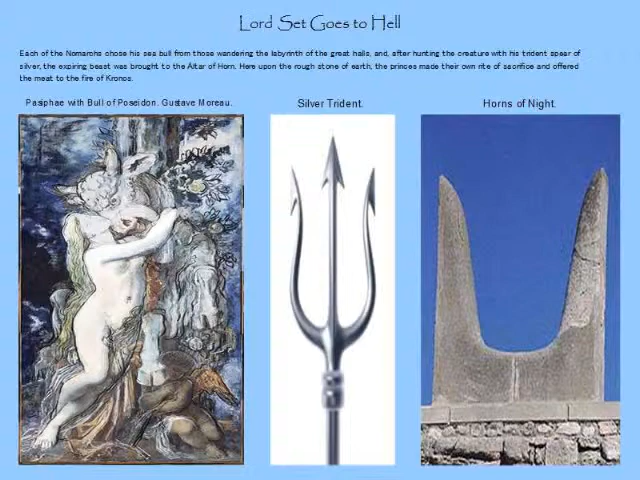 Lord Set Goes to Hell
Each of the Nomarchs chose his sea bull from those wandering the labyrinth of the great halls, and, after hunting the creature with his trident spear of
silver, the expiring beast was brought to the Altar of Horn. Here upon the rough stone of earth, the princes made their own rite of sacrifice and offered
the meat to the fire of Kronos.
Pasiphae with Bull of Poseidon. Gustave Moreau.
Silver Trident.
Horns of Night.